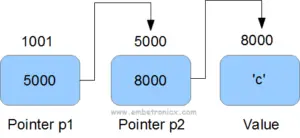 1001 5000 8000
5000 8000 'c'
www.embetronicx.com
Pointer p1 Pointer p2 Value